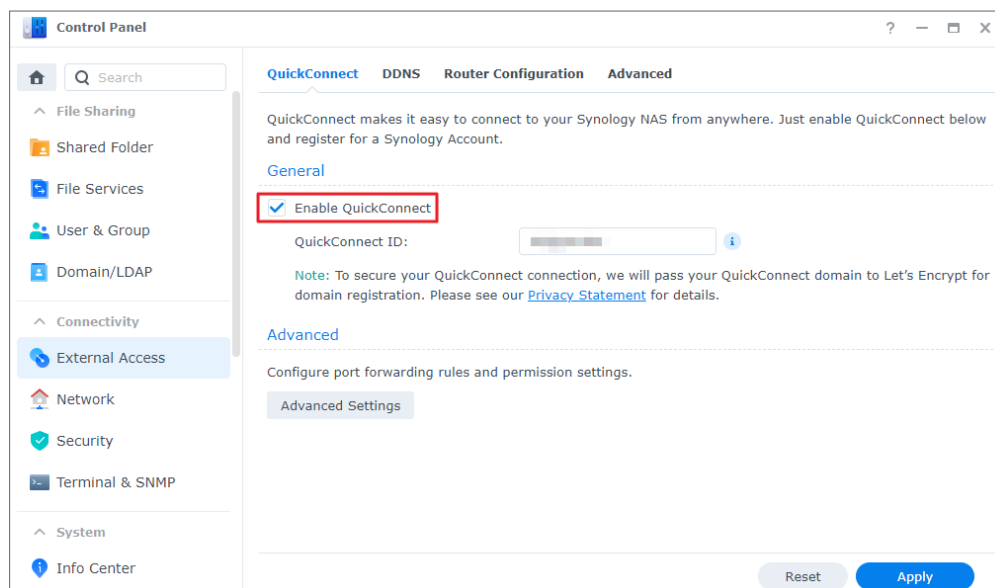 Control Panel
?
Search
File Sharing
Shared Folder
File Services
User & Group
Domain/LDAP
Connectivity
External Access
Network
Security
Terminal & SNMP
System
Info Center
QuickConnect DDNS Router Configuration Advanced
QuickConnect makes it easy to connect to your Synology NAS from anywhere. Just enable QuickConnect below
and register for a Synology Account.
General
Enable QuickConnect
QuickConnect ID:
Note: To secure your QuickConnect connection, we will pass your QuickConnect domain to Let's Encrypt for
domain registration. Please see our Privacy Statement for details.
Advanced
Configure port forwarding rules and permission settings.
Advanced Settings
Reset Apply